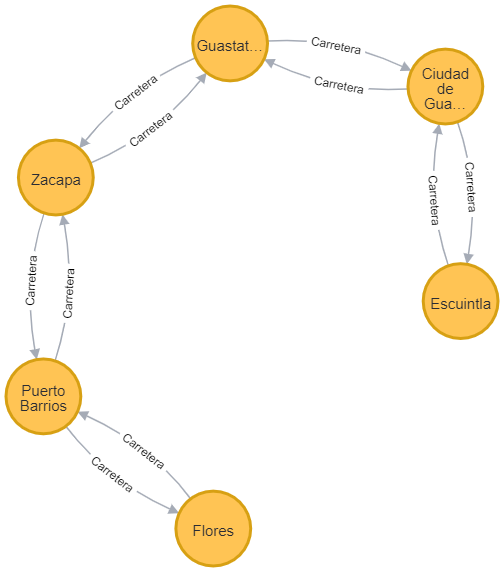 Guastat...
Carretera
Carretera
Ciudad
de
Gua...
Carretera
Carretera
Zacapa
Carretera
Carretera
Escuintla
Carretera
Carretera
Puerto
Barrios
Carretera
Carretera
Flores